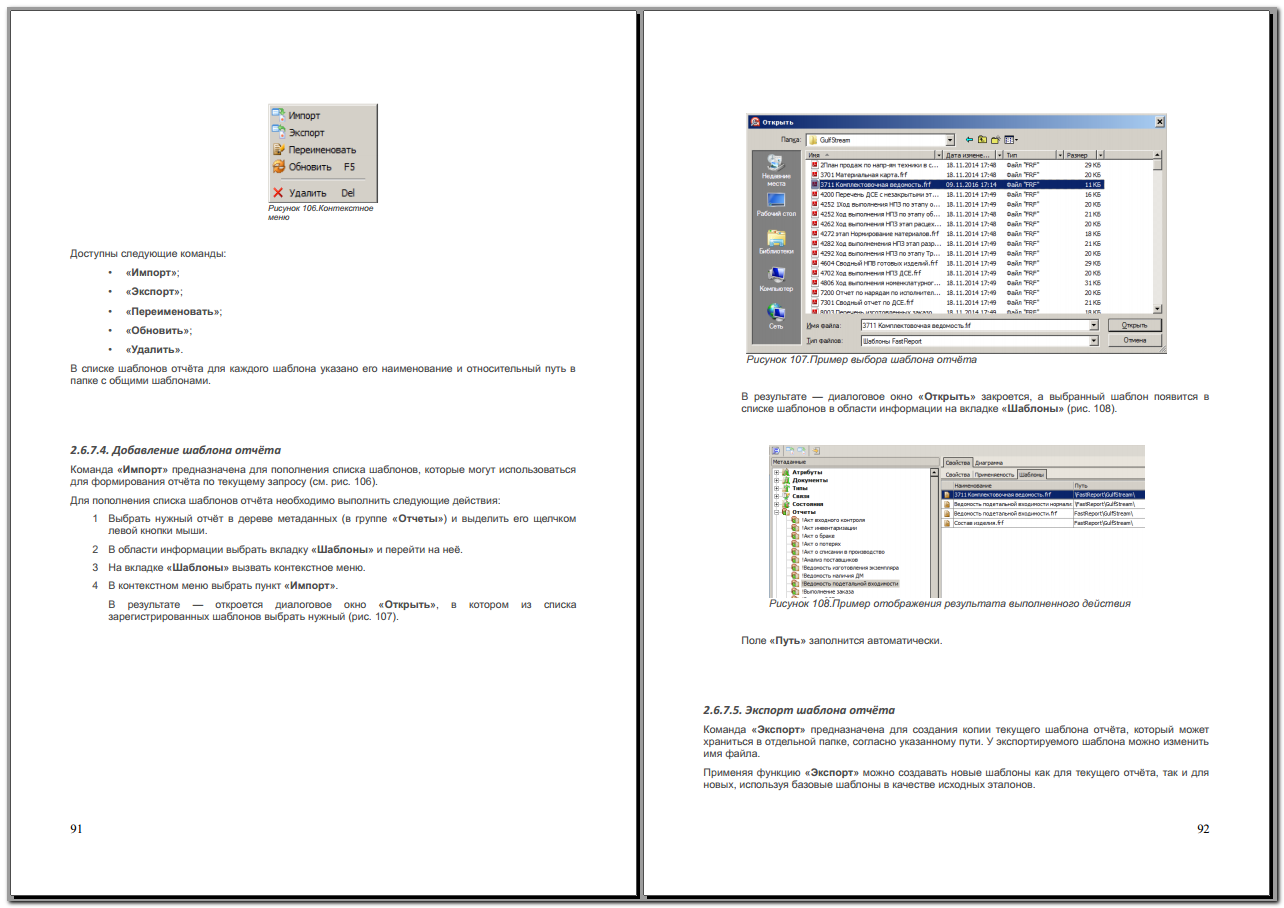 Импорт
Экспорт
Переименовать
Обновить F5
Удалить Del
Рисунок 106.Контекстное
меню
Доступны следующие команды:
• «Импорт»;
• «Экспорт»;
• «Переименовать»;
• «Обновить»;
• «Удалить».
В списке шаблонов отчёта для каждого шаблона указано его наименование и относительный путь в
папке с общими шаблонами.
2.6.7.4. Добавление шаблона отчёта
Команда «Импорт» предназначена для пополнения списка шаблонов, которые могут использоваться
для формирования отчёта по текущему запросу (см. рис. 106).
Для пополнения списка шаблонов отчёта необходимо выполнить следующие действия:
1 Выбрать нужный отчёт в дереве метаданных (в группе «Отчеты») и выделить его щелчком
левой кнопки мыши.
2 В области информации выбрать вкладку «Шаблоны» и перейти на неё.
3 На вкладке «Шаблоны» вызвать контекстное меню.
4 В контекстном меню выбрать пункт «Импорт».
В результате — откроется диалоговое окно «Открыть», в котором из списка
зарегистрированных шаблонов выбрать нужный (рис. 107).
91
Открыть
Папка: GulfStream
Имя Дата измене... Тип Размер
2План продаж по напр-ям техники в с... 18.11.2014 17:48 Файл "FRF" 29 КБ
3701 Материальная карта.frf 18.11.2014 17:48 Файл "FRF" 20 КБ
3711 Комплектовочная ведомость.frf 09.11.2016 17:14 Файл "FRF" 11 КБ
4200 Перечень ДСЕ с незакрытыми эт... 18.11.2014 17:49 Файл "FRF" 16 КБ
4252 1Ход выполнения НПЗ по этапу о... 18.11.2014 17:49 Файл "FRF" 20 КБ
4252 Ход выполнения НПЗ по этапу об... 18.11.2014 17:48 Файл "FRF" 21 КБ
4262 Ход выполнения НПЗ этап расцех... 18.11.2014 17:49 Файл "FRF" 20 КБ
4272 этап Нормирование материалов.frf 18.11.2014 17:49 Файл "FRF" 18 КБ
4282 Ход выполненения НПЗ этап разр... 18.11.2014 17:49 Файл "FRF" 21 КБ
4292 Ход выполнения НПЗ по этапу Тр... 18.11.2014 17:49 Файл "FRF" 20 КБ
4604 Сводный НПВ готовых изделий.frf 18.11.2014 17:49 Файл "FRF" 29 КБ
4702 Ход выполнения НПЗ ДСЕ.frf 18.11.2014 17:49 Файл "FRF" 20 КБ
4806 Ход выполнения номенклатурног... 18.11.2014 17:49 Файл "FRF" 31 КБ
7200 Отчет по нарядам по исполнител... 18.11.2014 17:49 Файл "FRF" 20 КБ
7301 Сводный отчет по ДСЕ.frf 18.11.2014 17:49 Файл "FRF" 21 КБ
8003 Перечень изготовленных заказо... 18.11.2014 17:49 Файл "FRF" 18 КБ
Недавние
места
Рабочий стол
Библиотеки
Компьютер
Сеть
Имя файла: 3711 Комплектовочная ведомость.frf Открыть
Тип файлов: Шаблоны FastReport Отмена
Рисунок 107.Пример выбора шаблона отчёта
В результате — диалоговое окно «Открыть» закроется, а выбранный шаблон появится в
списке шаблонов в области информации на вкладке «Шаблоны» (рис. 108).
Метаданные
Атрибуты
Документы
Типы
Связи
Состояния
Отчеты
!Акт входного контроля
!Акт инвентаризации
!Акт о браке
!Акт о потерях
!Акт о списании в производство
!Анализ поставщиков
!Ведомость изготовления экземпляра
!Ведомость наличия ДМ
!Ведомость подетальной входимости
!Выполнение заказа
Свойства Диаграмма
Свойства Применяемость Шаблоны
Наименование Путь
3711 Комплектовочная ведомость.frf \FastReport\GulfStream\
Ведомость подетальной входимости нормали FastReport\GulfStream\
Ведомость подетальной входимости.frf FastReport\GulfStream\
Состав изделия.frf FastReport\GulfStream\
Рисунок 108.Пример отображения результата выполненного действия
Поле «Путь» заполнится автоматически.
2.6.7.5. Экспорт шаблона отчёта
Команда «Экспорт» предназначена для создания копии текущего шаблона отчёта, который может
храниться в отдельной папке, согласно указанному пути. У экспортируемого шаблона можно изменить
имя файла.
Применяя функцию «Экспорт» можно создавать новые шаблоны как для текущего отчёта, так и для
новых, используя базовые шаблоны в качестве исходных эталонов.
92